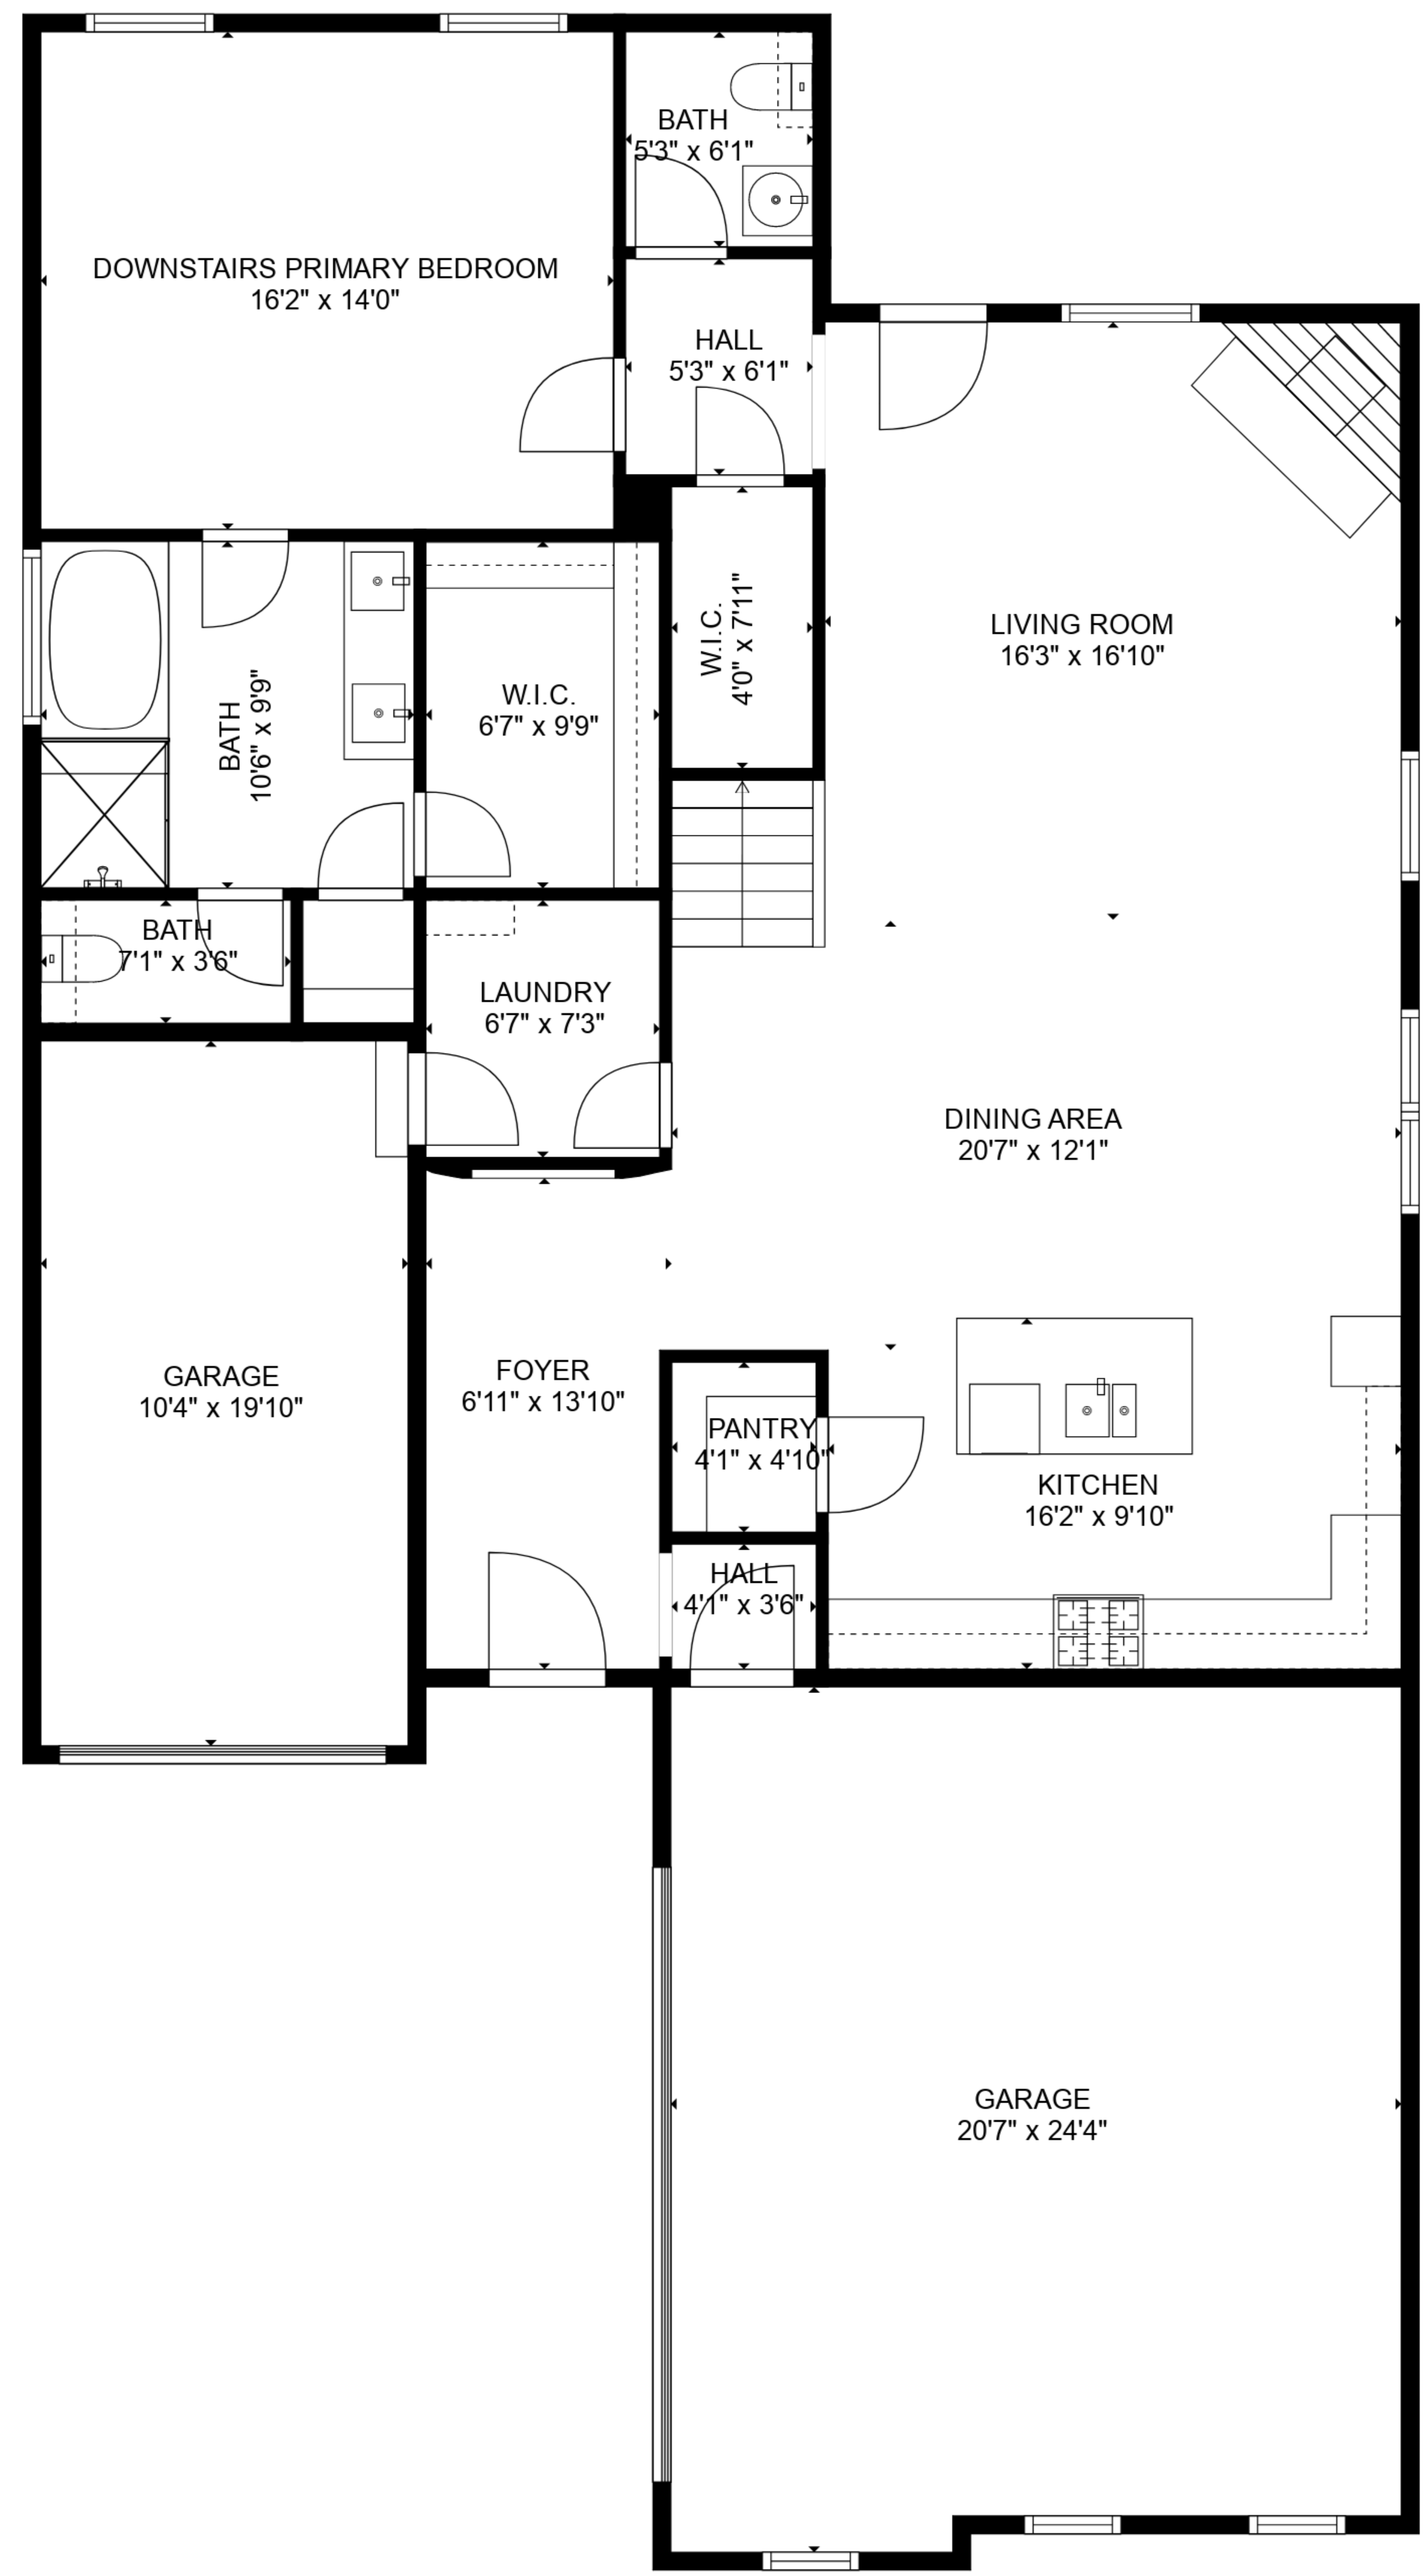 BATH
5'3" x 6'1"
DOWNSTAIRS PRIMARY BEDROOM
16'2" x 14'0"
HALL
5'3" x 6'1"
W.I.C.
4'0" x 7'11"
LIVING ROOM
16'3" x 16'10"
BATH
10'6" x 9'9"
W.I.C.
6'7" x 9'9"
BATH
7'1" x 3'6"
LAUNDRY
6'7" x 7'3"
DINING AREA
20'7" x 12'1"
GARAGE
10'4" x 19'10"
FOYER
6'11" x 13'10"
PANTRY
4'1" x 4'10"
KITCHEN
16'2" x 9'10"
HALL
4'1" x 3'6"
GARAGE
20'7" x 24'4"